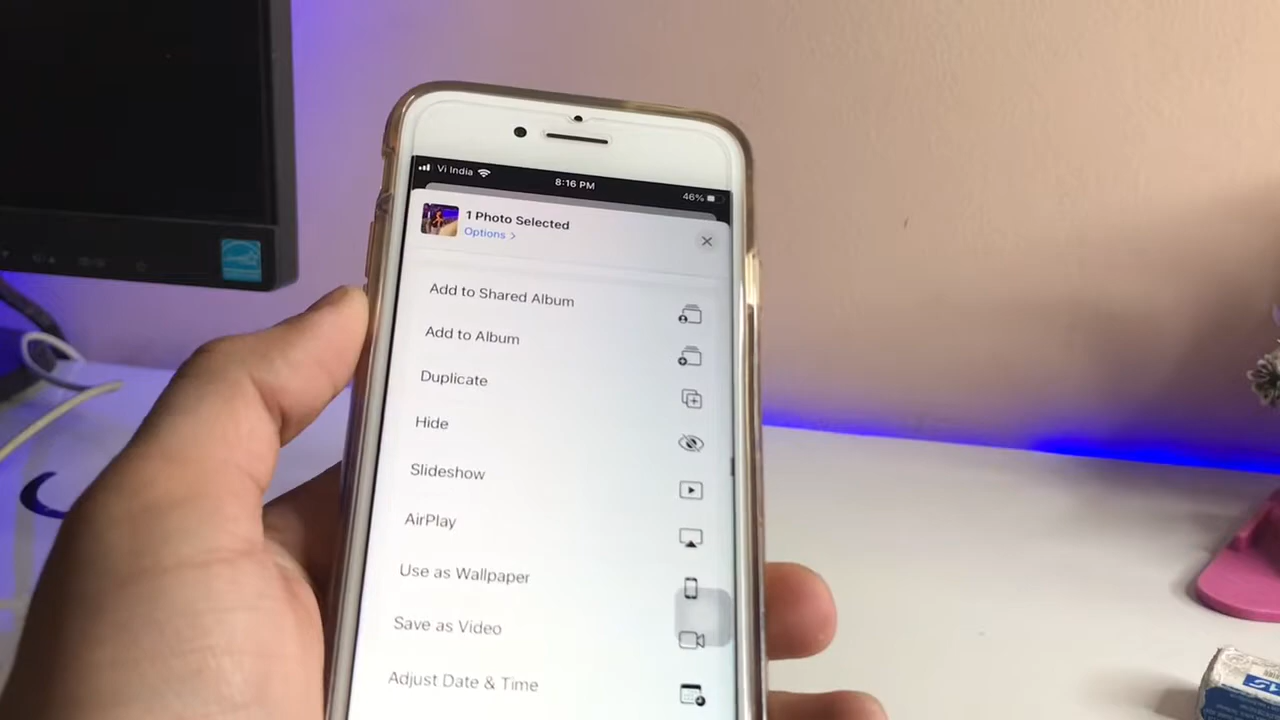 Vi India
8:16 PM
46%
1 Photo Selected
Options >
Add to Shared Album
Add to Album
Duplicate
Hide
Slideshow
AirPlay
Use as Wallpaper
Save as Video
Adjust Date & Time